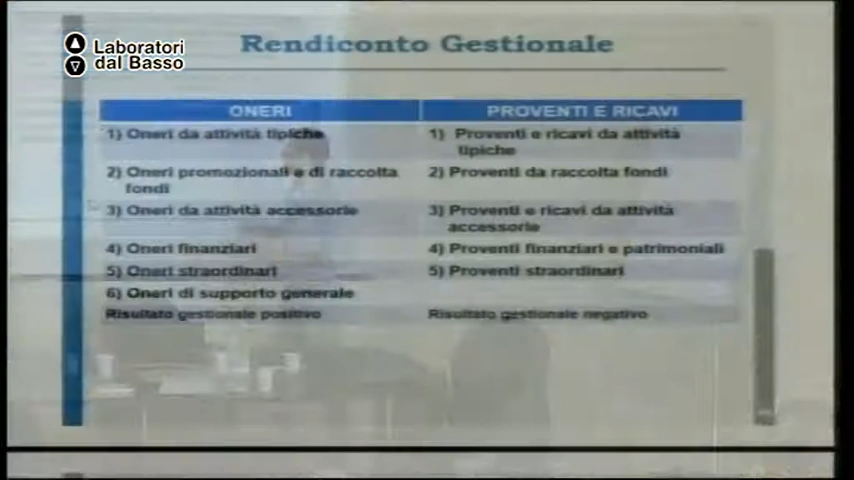 Laboratori
dal Basso
Rendiconto Gestionale
ONERI
PROVENTI E RICAVI
1) Oneri da attività tipiche
1) Proventi e ricavi da attività
tipiche
2) Oneri promozionali e di raccolta
fondi
2) Proventi da raccolta fondi
3) Oneri da attività accessorie
3) Proventi e ricavi da attività
accessorie
4) Oneri finanziari
4) Proventi finanziari e patrimoniali
5) Oneri straordinari
5) Proventi straordinari
6) Oneri di supporto generale
Risultato gestionale positivo
Risultato gestionale negativo